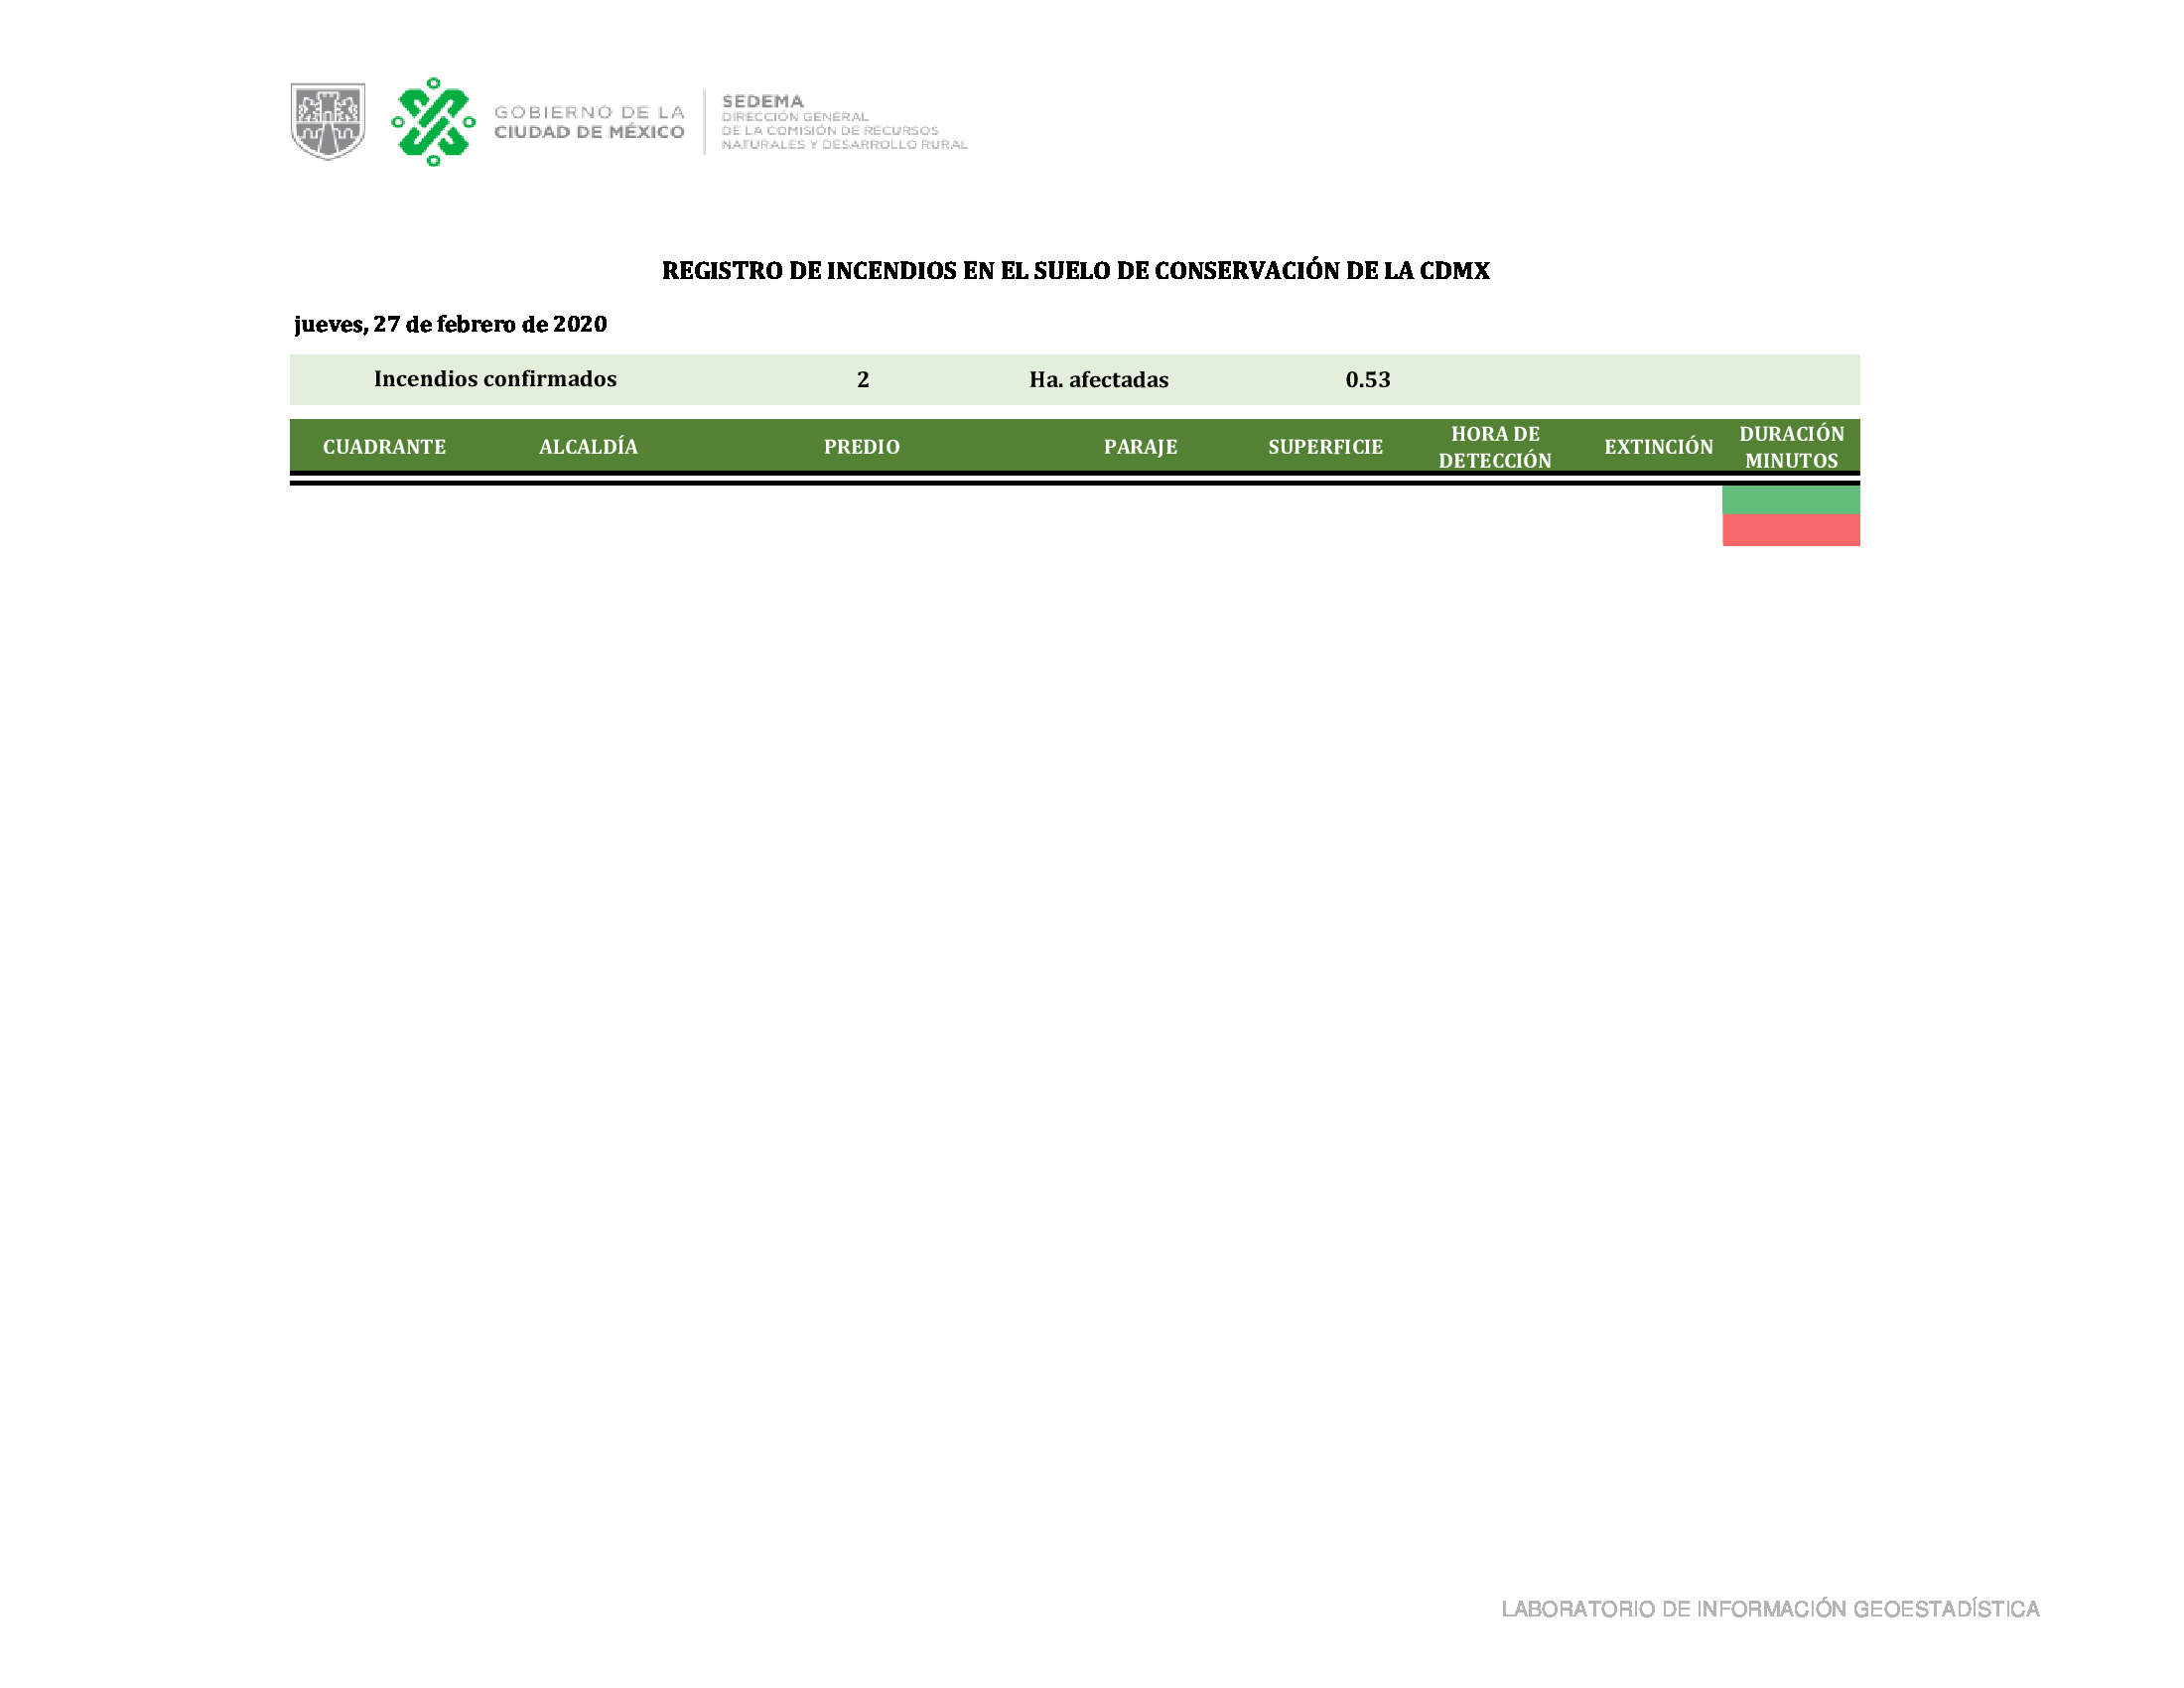 GOBIERNO DE LA
CIUDAD DE MÉXICO
SEDEMA
DIRECCIÓN GENERAL
DE LA COMISIÓN DE RECURSOS
NATURALES Y DESARROLLO RURAL
REGISTRO DE INCENDIOS EN EL SUELO DE CONSERVACIÓN DE LA CDMX
jueves, 27 de febrero de 2020
Incendios confirmados 2 Ha. afectadas 0.53
CUADRANTE ALCALDÍA PREDIO PARAJE SUPERFICIE HORA DE DETECCIÓN EXTINCIÓN DURACIÓN MINUTOS
LABORATORIO DE INFORMACIÓN GEOESTADÍSTICA